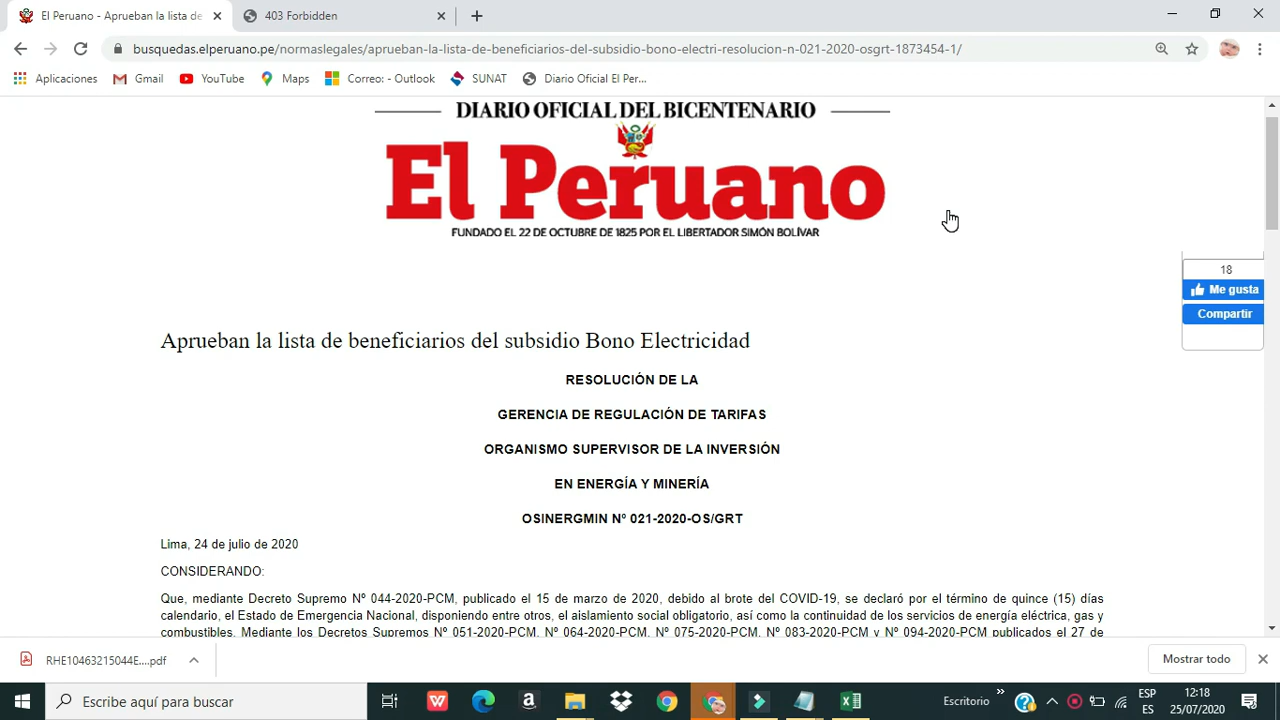 El Peruano - Aprueban la lista de
403 Forbidden
busquedas.elperuano.pe/normaslegales/aprueban-la-lista-de-beneficiarios-del-subsidio-bono-electri-resolucion-n-021-2020-osgrt-1873454-1/
Aplicaciones Gmail YouTube Maps Correo: - Outlook SUNAT Diario Oficial El Per...
DIARIO OFICIAL DEL BICENTENARIO
El Peruano
FUNDADO EL 22 DE OCTUBRE DE 1825 POR EL LIBERTADOR SIMÓN BOLÍVAR
18
Me gusta
Compartir
Aprueban la lista de beneficiarios del subsidio Bono Electricidad
RESOLUCIÓN DE LA
GERENCIA DE REGULACIÓN DE TARIFAS
ORGANISMO SUPERVISOR DE LA INVERSIÓN
EN ENERGÍA Y MINERÍA
OSINERGMIN Nº 021-2020-OS/GRT
Lima, 24 de julio de 2020
CONSIDERANDO:
Que, mediante Decreto Supremo Nº 044-2020-PCM, publicado el 15 de marzo de 2020, debido al brote del COVID-19, se declaró por el término de quince (15) días
calendario, el Estado de Emergencia Nacional, disponiendo entre otros, el aislamiento social obligatorio, así como la continuidad de los servicios de energía eléctrica, gas y
combustibles. Mediante los Decretos Supremos Nº 051-2020-PCM, Nº 064-2020-PCM, Nº 075-2020-PCM, Nº 083-2020-PCM y Nº 094-2020-PCM publicados el 27 de
RHE10463215044E....pdf
Mostrar todo
Escribe aquí para buscar
Escritorio
ESP
ES
12:18
25/07/2020